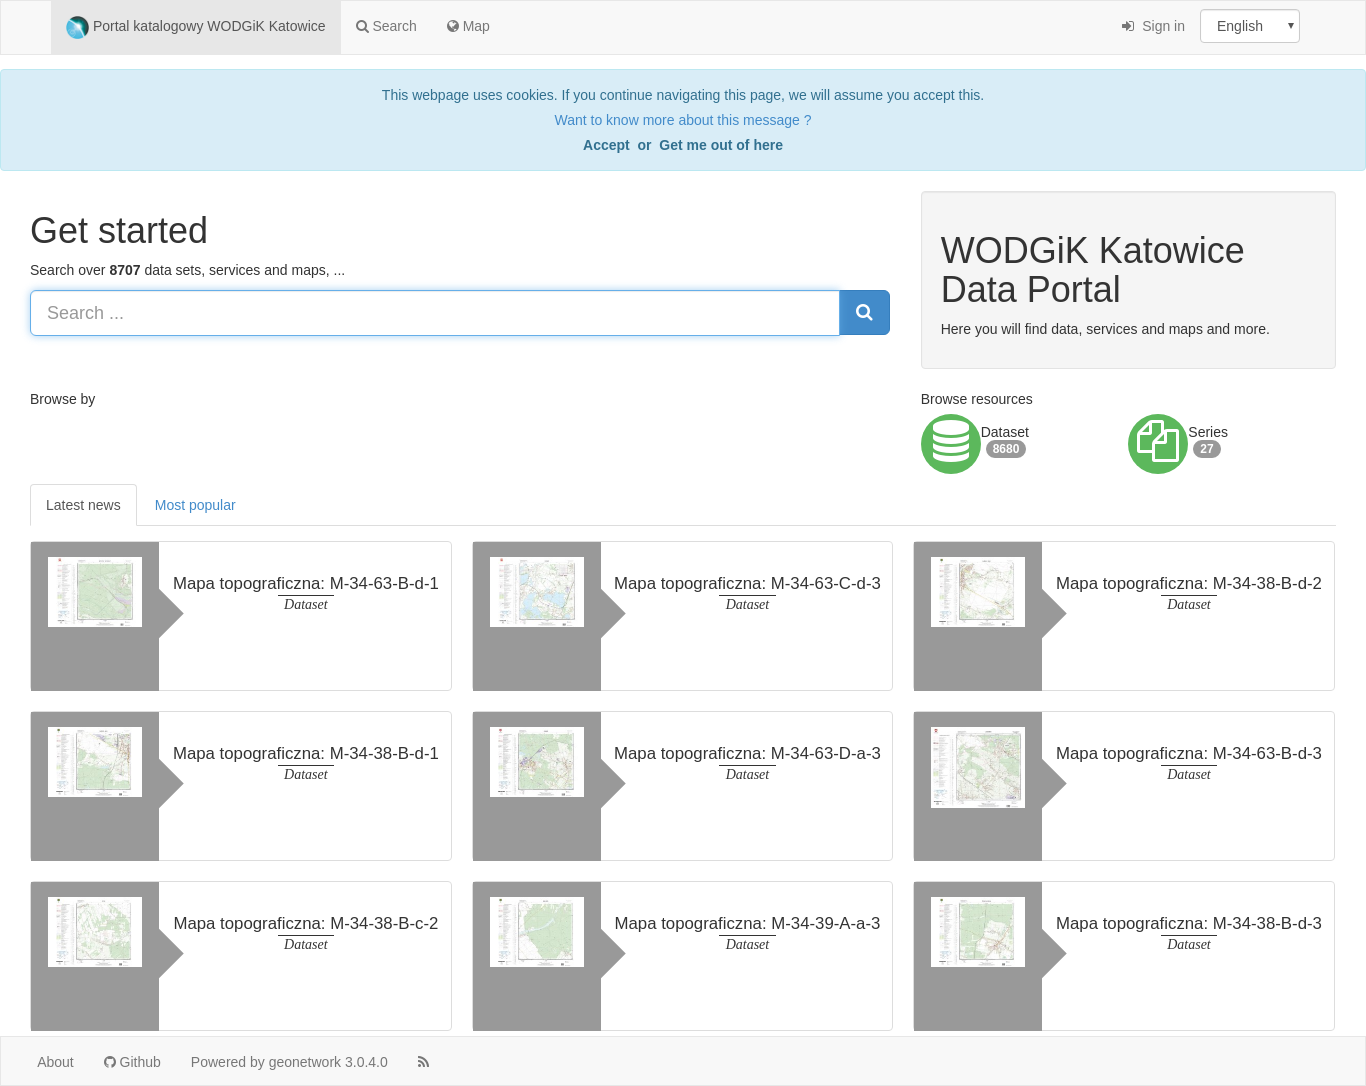 Portal katalogowy WODGiK Katowice
Search
Map
Sign in
English
This webpage uses cookies. If you continue navigating this page, we will assume you accept this.
Want to know more about this message ?
Accept or Get me out of here
Get started
Search over 8707 data sets, services and maps, ...
Search ...
WODGiK Katowice
Data Portal
Here you will find data, services and maps and more.
Browse by
Browse resources
Dataset
8680
Series
27
Latest news
Most popular
Mapa topograficzna: M-34-63-B-d-1
Dataset
Mapa topograficzna: M-34-63-C-d-3
Dataset
Mapa topograficzna: M-34-38-B-d-2
Dataset
Mapa topograficzna: M-34-38-B-d-1
Dataset
Mapa topograficzna: M-34-63-D-a-3
Dataset
Mapa topograficzna: M-34-63-B-d-3
Dataset
Mapa topograficzna: M-34-38-B-c-2
Dataset
Mapa topograficzna: M-34-39-A-a-3
Dataset
Mapa topograficzna: M-34-38-B-d-3
Dataset
About
Github
Powered by geonetwork 3.0.4.0